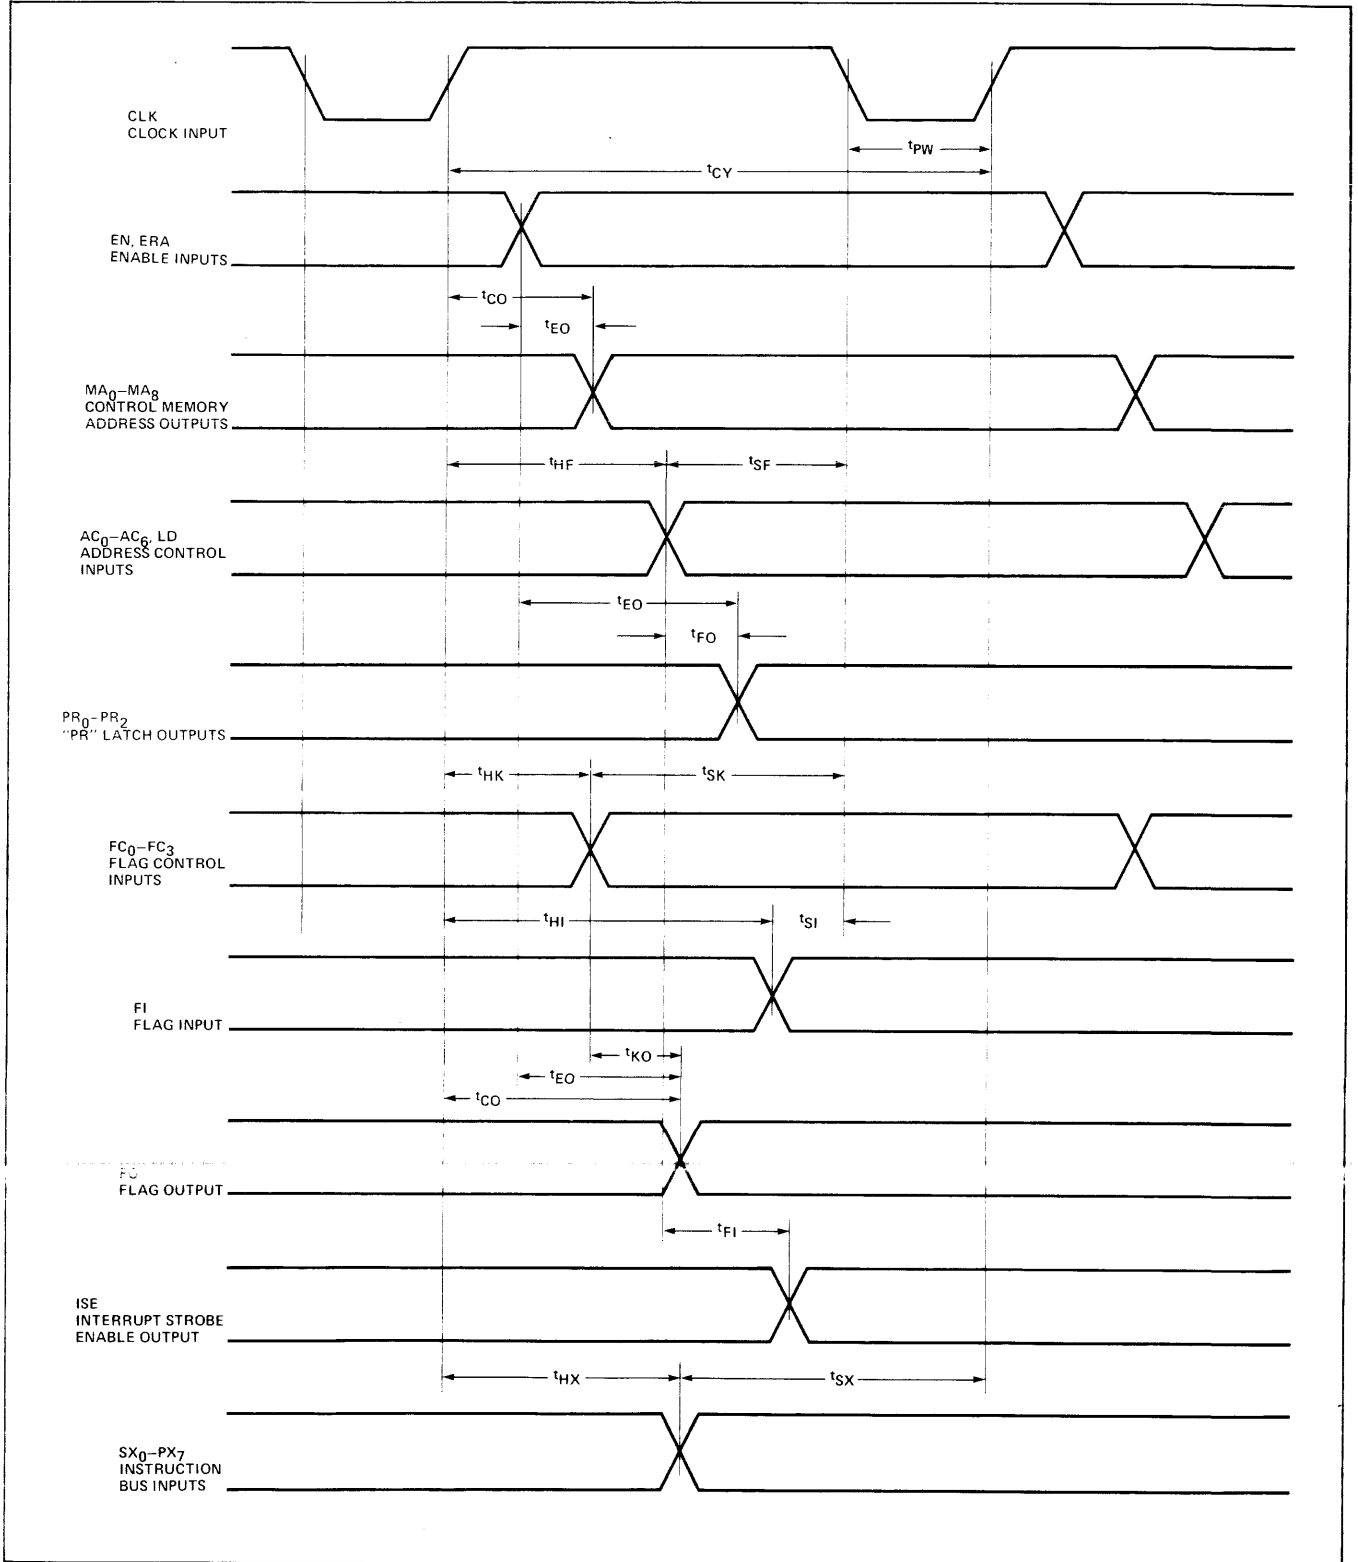 CLK
CLOCK INPUT
tPW
tCY
EN, ERA
ENABLE INPUTS
tCO
tEO
MA0–MA8
CONTROL MEMORY
ADDRESS OUTPUTS
tHF
tSF
AC0–AC6, LD
ADDRESS CONTROL
INPUTS
tEO
tFO
PR0–PR2
"PR" LATCH OUTPUTS
tHK
tSK
FC0–FC3
FLAG CONTROL
INPUTS
tHI
tSI
FI
FLAG INPUT
tKO
tEO
tCO
FO
FLAG OUTPUT
tFI
ISE
INTERRUPT STROBE
ENABLE OUTPUT
tHX
tSX
SX0–PX7
INSTRUCTION
BUS INPUTS